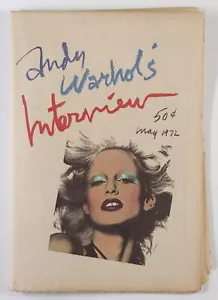 Andy
Warhol's
Interview
50¢
May 1972